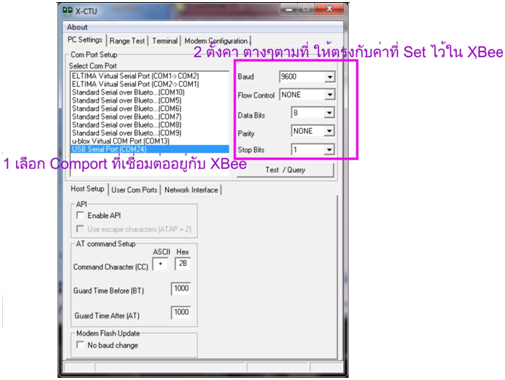 X-CTU
About
PC Settings Range Test Terminal Modem Configuration
2 ตั้งค่า ต่างๆตามที่ ให้ตรงกับค่าที่ Set ไว้ใน XBee
Com Port Setup
Select Com Port
ELTIMA Virtual Serial Port (COM1->COM2)
ELTIMA Virtual Serial Port (COM2->COM1)
Standard Serial over Blueto...(COM10)
Standard Serial over Blueto...(COM5)
Standard Serial over Blueto...(COM6)
Standard Serial over Blueto...(COM7)
Standard Serial over Blueto...(COM8)
Standard Serial over Blueto...(COM9)
u-blox Virtual COM Port (COM13)
USB Serial Port (COM24)
Baud 9600
Flow Control NONE
Data Bits 8
Parity NONE
Stop Bits 1
1 เลือก Comport ที่เชื่อมต่ออยู่กับ XBee
Test / Query
Host Setup User Com Ports Network Interface
API
Enable API
Use escape characters (ATAP = 2)
AT command Setup
ASCII Hex
Command Character (CC) + 2B
Guard Time Before (BT) 1000
Guard Time After (AT) 1000
Modem Flash Update
No baud change